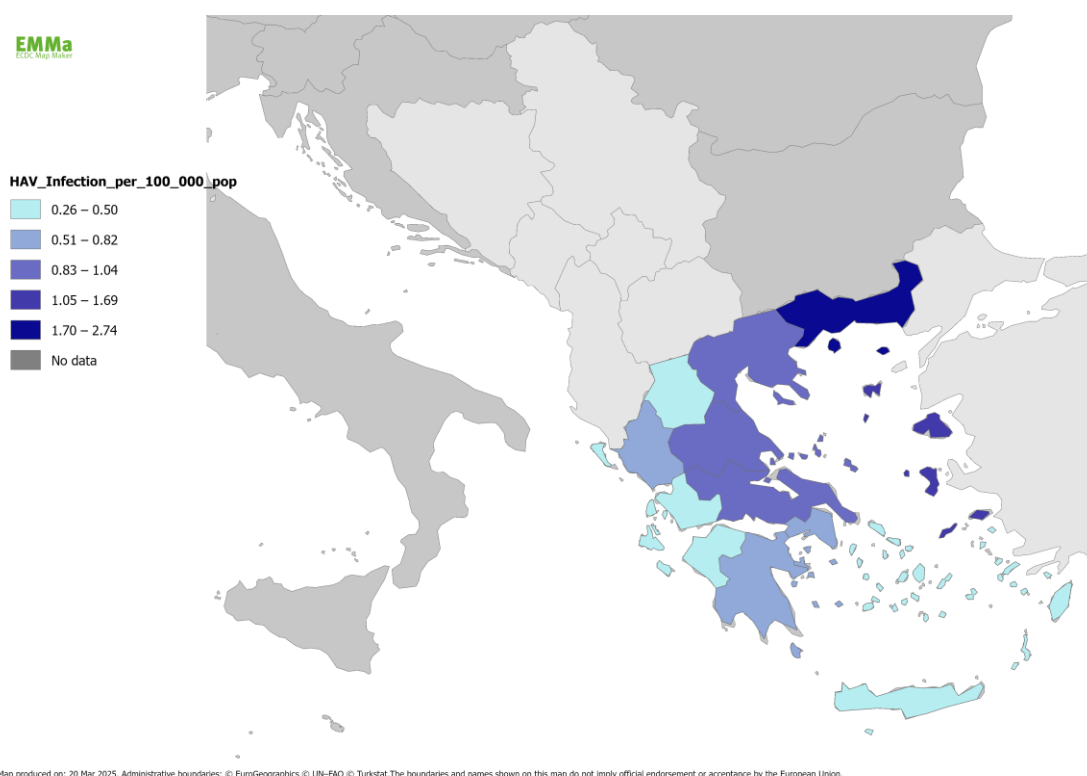 EMMa
ECDC Map Maker
HAV_Infection_per_100_000_pop
0.26 – 0.50
0.51 – 0.82
0.83 – 1.04
1.05 – 1.69
1.70 – 2.74
No data
Map produced on: 20 Mar 2025. Administrative boundaries: © EuroGeographics © UN–FAO © Turkstat.The boundaries and names shown on this map do not imply official endorsement or acceptance by the European Union.